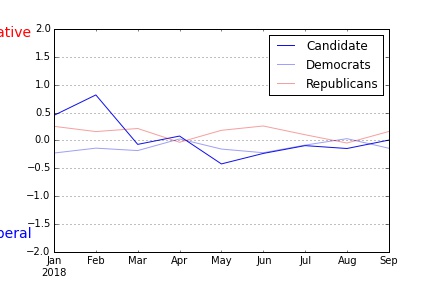 ative
2.0
1.5
1.0
0.5
0.0
−0.5
−1.0
−1.5
−2.0
peral
Candidate
Democrats
Republicans
Jan Feb Mar Apr May Jun Jul Aug Sep
2018